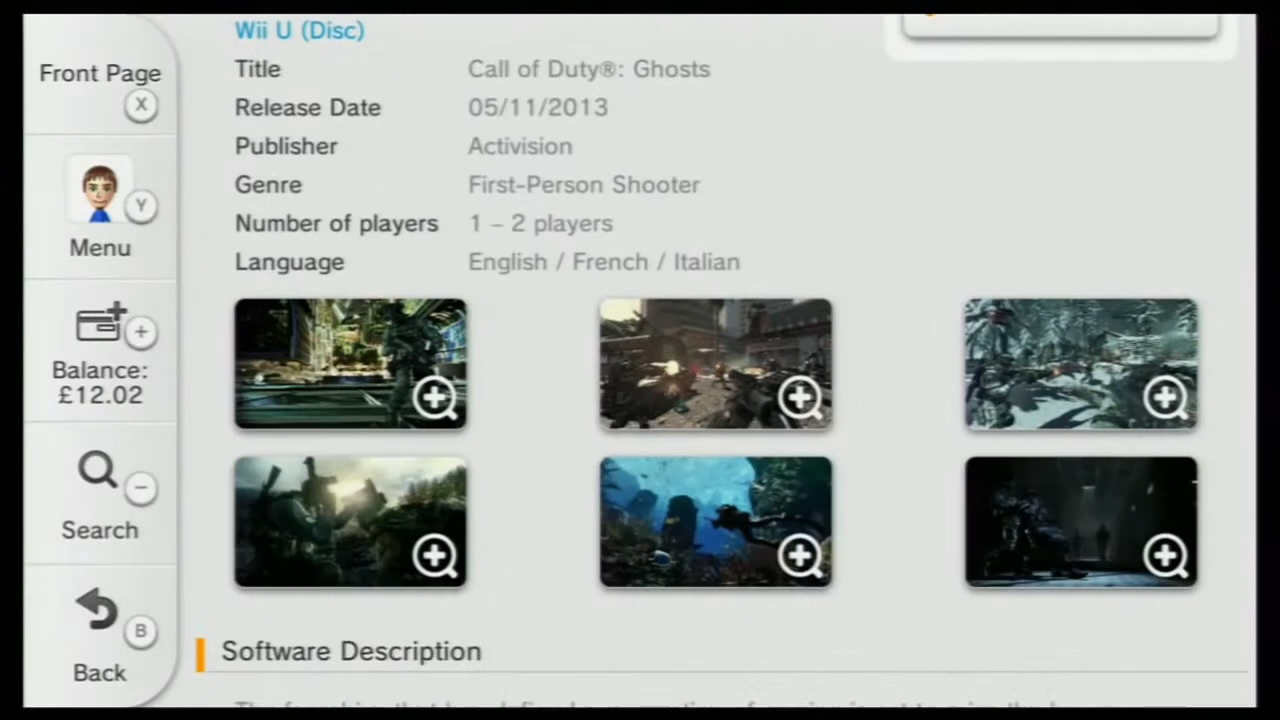 Front Page
X
Y
Menu
+
Balance:
£12.02
−
Search
B
Back
Wii U (Disc)
Title Call of Duty®: Ghosts
Release Date 05/11/2013
Publisher Activision
Genre First-Person Shooter
Number of players 1 – 2 players
Language English / French / Italian
Software Description